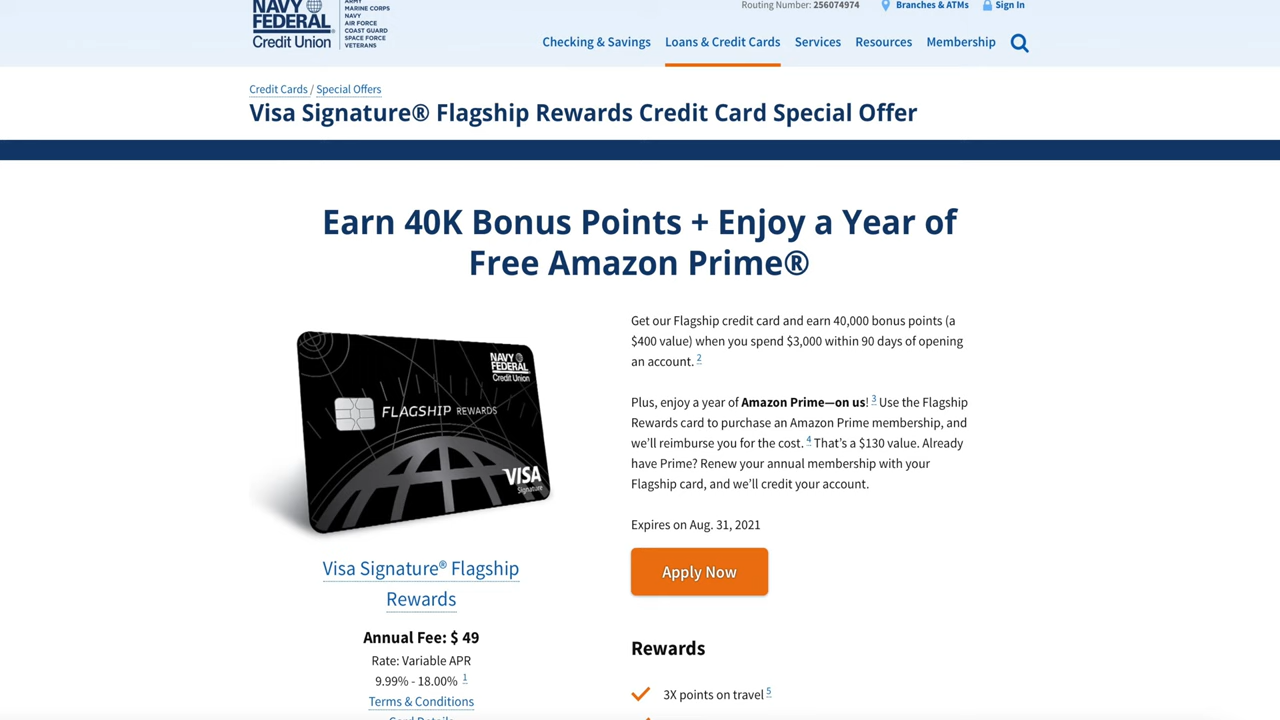 NAVY
FEDERAL
Credit Union
ARMY
MARINE CORPS
NAVY
AIR FORCE
COAST GUARD
SPACE FORCE
VETERANS
Routing Number: 256074974
Branches & ATMs
Sign In
Checking & Savings
Loans & Credit Cards
Services
Resources
Membership
Credit Cards / Special Offers
Visa Signature® Flagship Rewards Credit Card Special Offer
Earn 40K Bonus Points + Enjoy a Year of
Free Amazon Prime®
NAVY
FEDERAL
Credit Union
FLAGSHIP REWARDS
VISA
Signature
Visa Signature® Flagship
Rewards
Annual Fee: $ 49
Rate: Variable APR
9.99% - 18.00% 1
Terms & Conditions
Card Details
Get our Flagship credit card and earn 40,000 bonus points (a
$400 value) when you spend $3,000 within 90 days of opening
an account. 2
Plus, enjoy a year of Amazon Prime—on us! 3 Use the Flagship
Rewards card to purchase an Amazon Prime membership, and
we'll reimburse you for the cost. 4 That's a $130 value. Already
have Prime? Renew your annual membership with your
Flagship card, and we'll credit your account.
Expires on Aug. 31, 2021
Apply Now
Rewards
3X points on travel 5